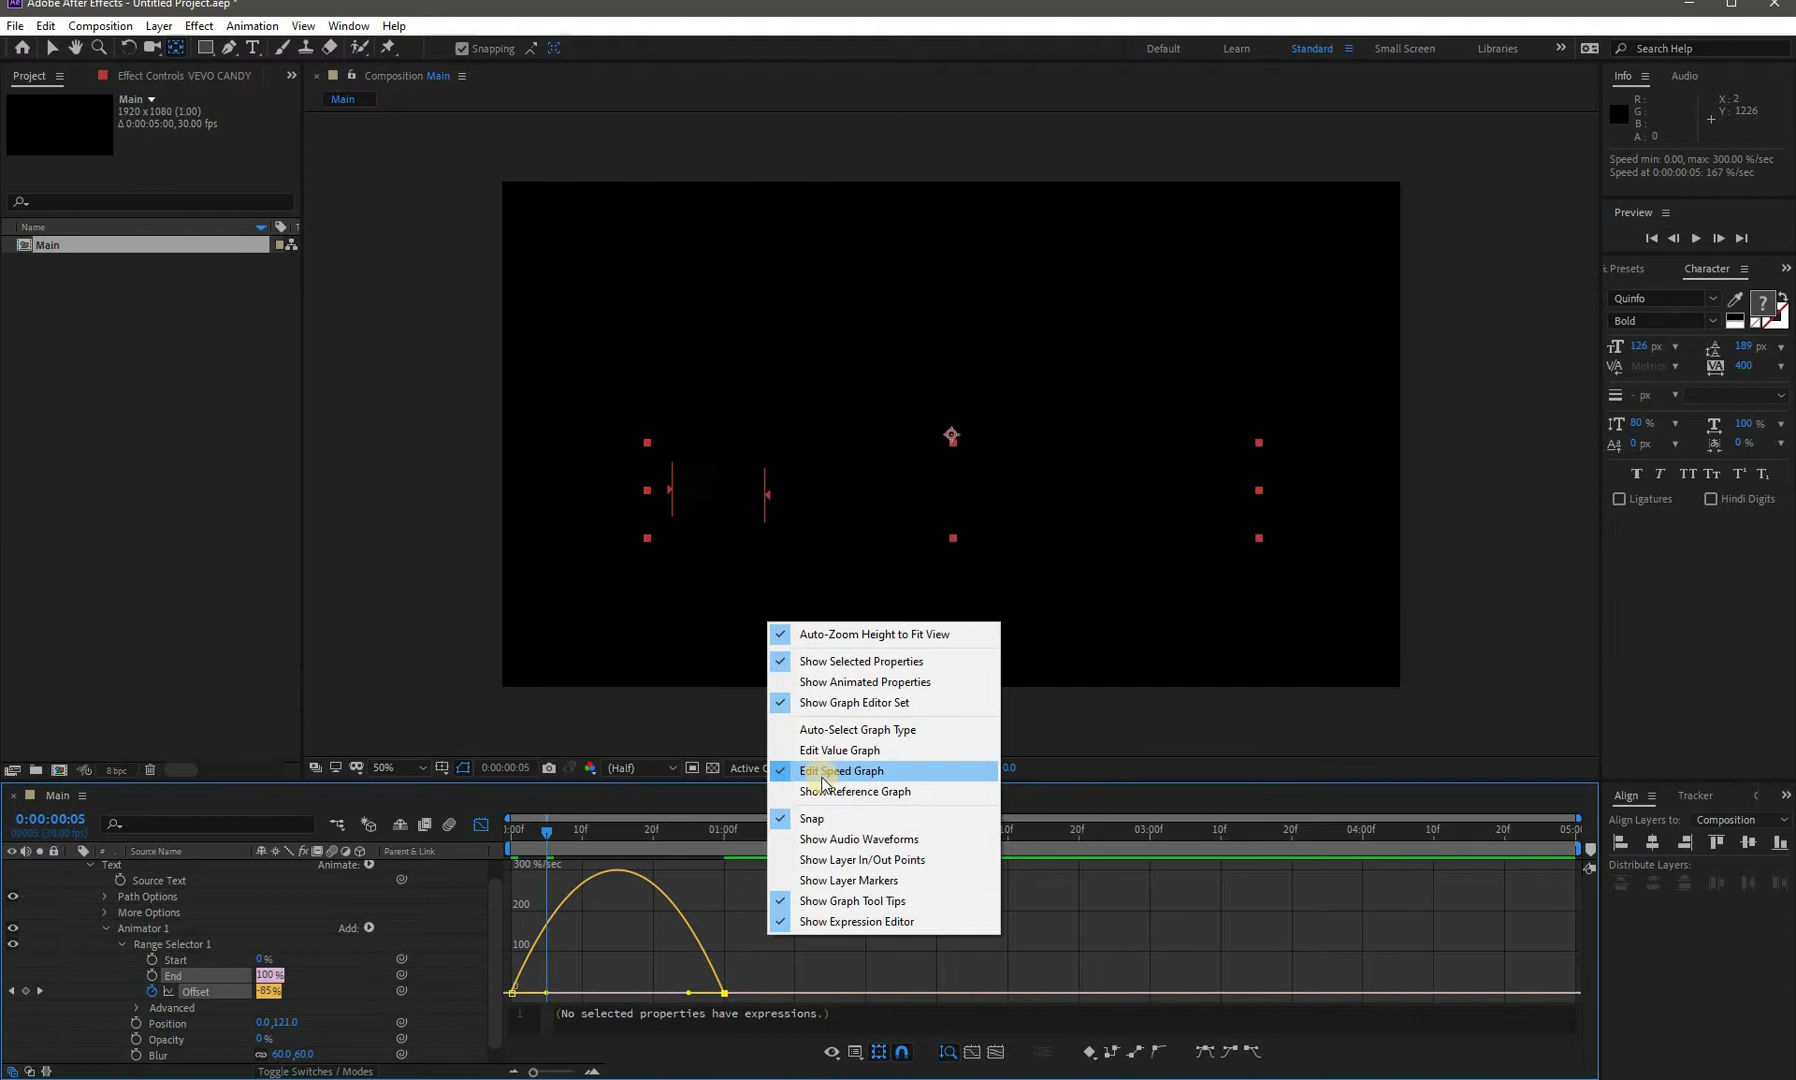 Adobe After Effects - Untitled Project.aep *
File Edit Composition Layer Effect Animation View Window Help
Snapping Default Learn Standard Small Screen Libraries Search Help
Project Effect Controls VEVO CANDY Composition Main Info Audio
Main
1920 x 1080 (1.00)
Δ 0:00:05:00, 30.00 fps
Main
R: X: 2
G: Y: 1226
B:
A: 0
Speed min: 0.00, max: 300.00 %/sec
Speed at 0:00:00:05: 167 %/sec
Preview
Name T
Main
Presets Character
Quinfo
Bold
126 px 189 px
Metrics 400
- px
80 % 100 %
0 px 0 %
Ligatures Hindi Digits
Auto-Zoom Height to Fit View
Show Selected Properties
Show Animated Properties
Show Graph Editor Set
Auto-Select Graph Type
Edit Value Graph
Edit Speed Graph
Show Reference Graph
Snap
Show Audio Waveforms
Show Layer In/Out Points
Show Layer Markers
Show Graph Tool Tips
Show Expression Editor
8 bpc 50% 0:00:00:05 (Half) Active
Main
0:00:00:05
00005 (30.00 fps)
# Source Name Parent & Link
:00f 10f 20f 01:00f 10f 20f 03:00f 10f 20f 04:00f 10f 20f 05:00
Text Animate:
Source Text
Path Options
More Options
Animator 1 Add:
Range Selector 1
Start 0 %
End 100 %
Offset -85%
Advanced
Position 0.0,121.0
Opacity 0 %
Blur 60.0,60.0
Toggle Switches / Modes
300 %/sec
200
100
0
1 (No selected properties have expressions.)
Align Tracker
Align Layers to: Composition
Distribute Layers: